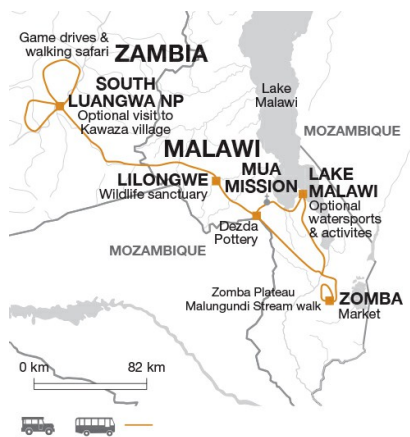 Game drives &
walking safari
ZAMBIA
SOUTH
LUANGWA NP
Optional visit to
Kawaza village
Lake
Malawi
MOZAMBIQUE
MALAWI
LILONGWE
Wildlife sanctuary
MUA
MISSION
LAKE
MALAWI
Optional
watersports
& activites
Dezda
Pottery
MOZAMBIQUE
Zomba Plateau
Malungundi Stream walk
ZOMBA
Market
0 km
82 km